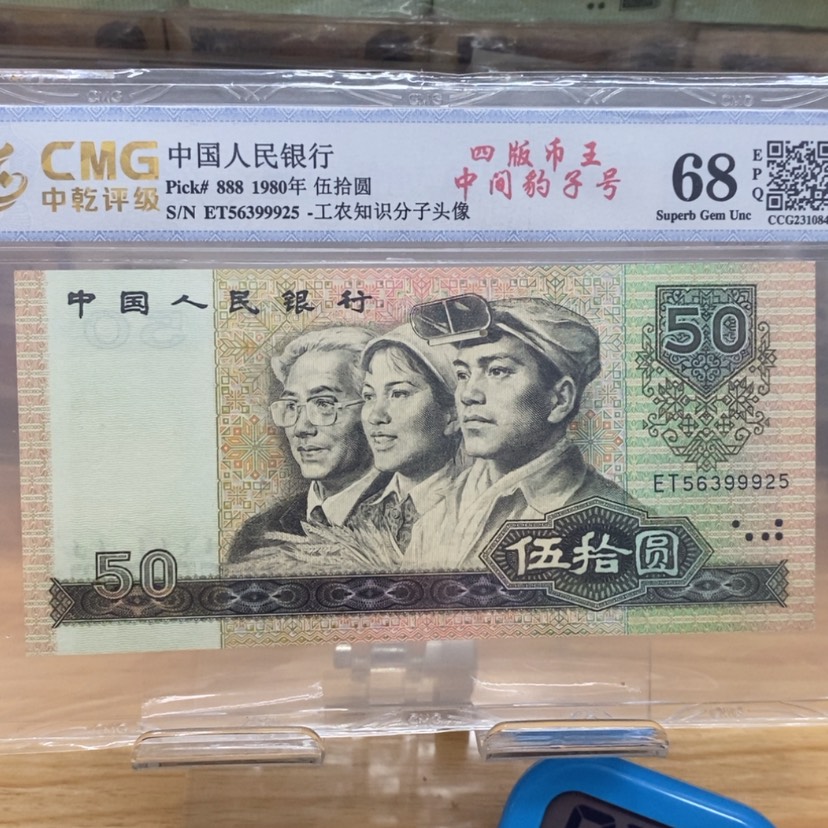 CMG
中乾评级
中国人民银行
Pick# 888 1980年 伍拾圆
S/N ET56399925 -工农知识分子头像
四版币王
中间豹子号
68
EPQ
Superb Gem Unc
CCG231084
中国人民银行
50
ET56399925
50
伍拾圆